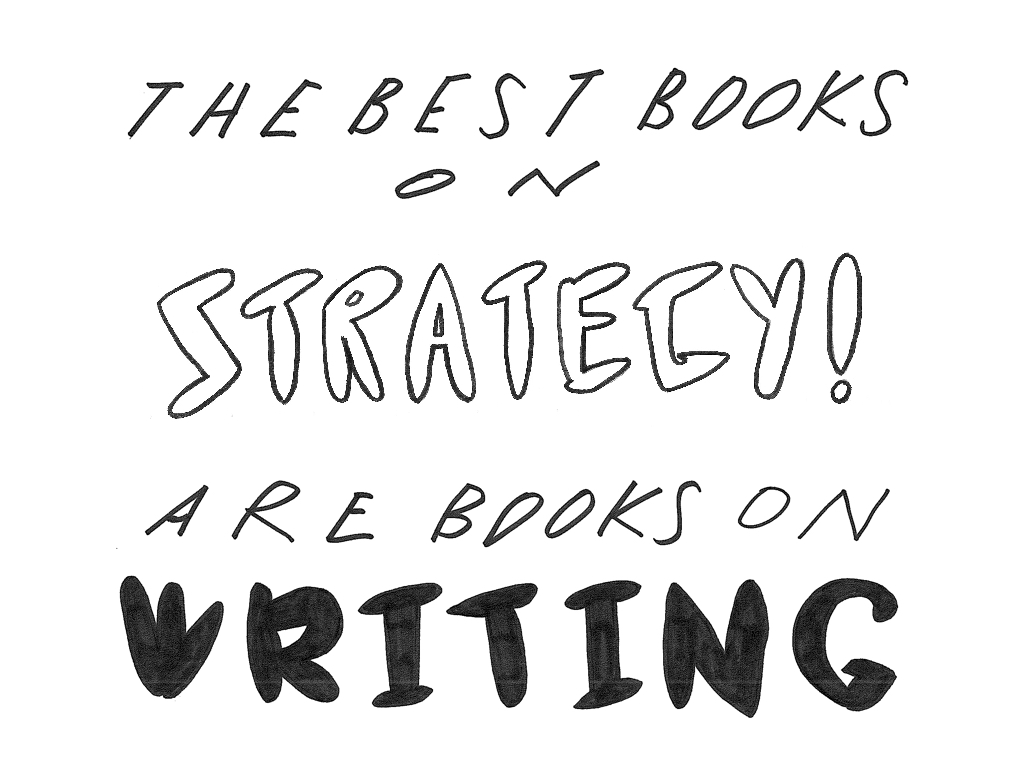 THE BEST BOOKS
ON
STRATEGY!
ARE BOOKS ON
WRITING